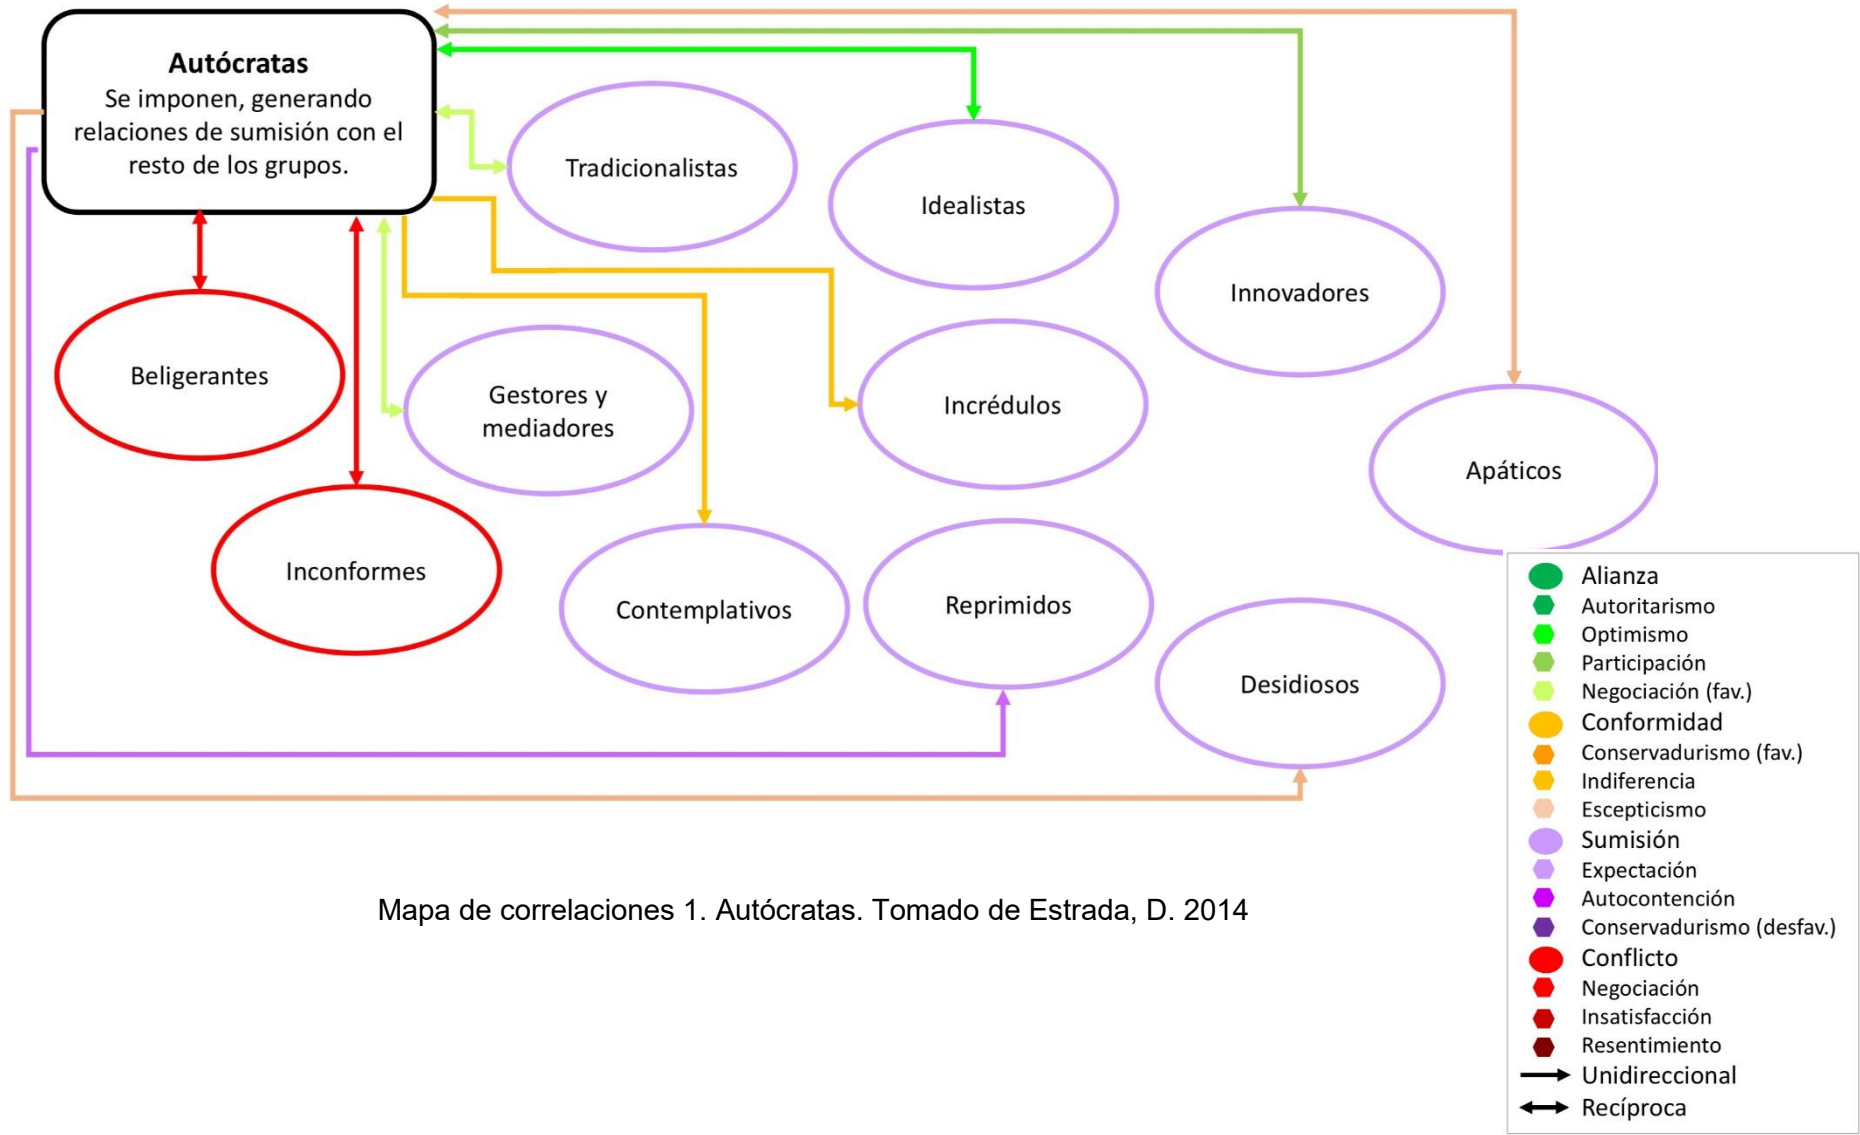 Autócratas
Se imponen, generando
relaciones de sumisión con el
resto de los grupos.
Tradicionalistas
Idealistas
Innovadores
Beligerantes
Gestores y
mediadores
Incrédulos
Apáticos
Inconformes
Contemplativos
Reprimidos
Desidiosos
Alianza
Autoritarismo
Optimismo
Participación
Negociación (fav.)
Conformidad
Conservadurismo (fav.)
Indiferencia
Escepticismo
Sumisión
Expectación
Autocontención
Conservadurismo (desfav.)
Conflicto
Negociación
Insatisfacción
Resentimiento
Unidireccional
Recíproca
Mapa de correlaciones 1. Autócratas. Tomado de Estrada, D. 2014